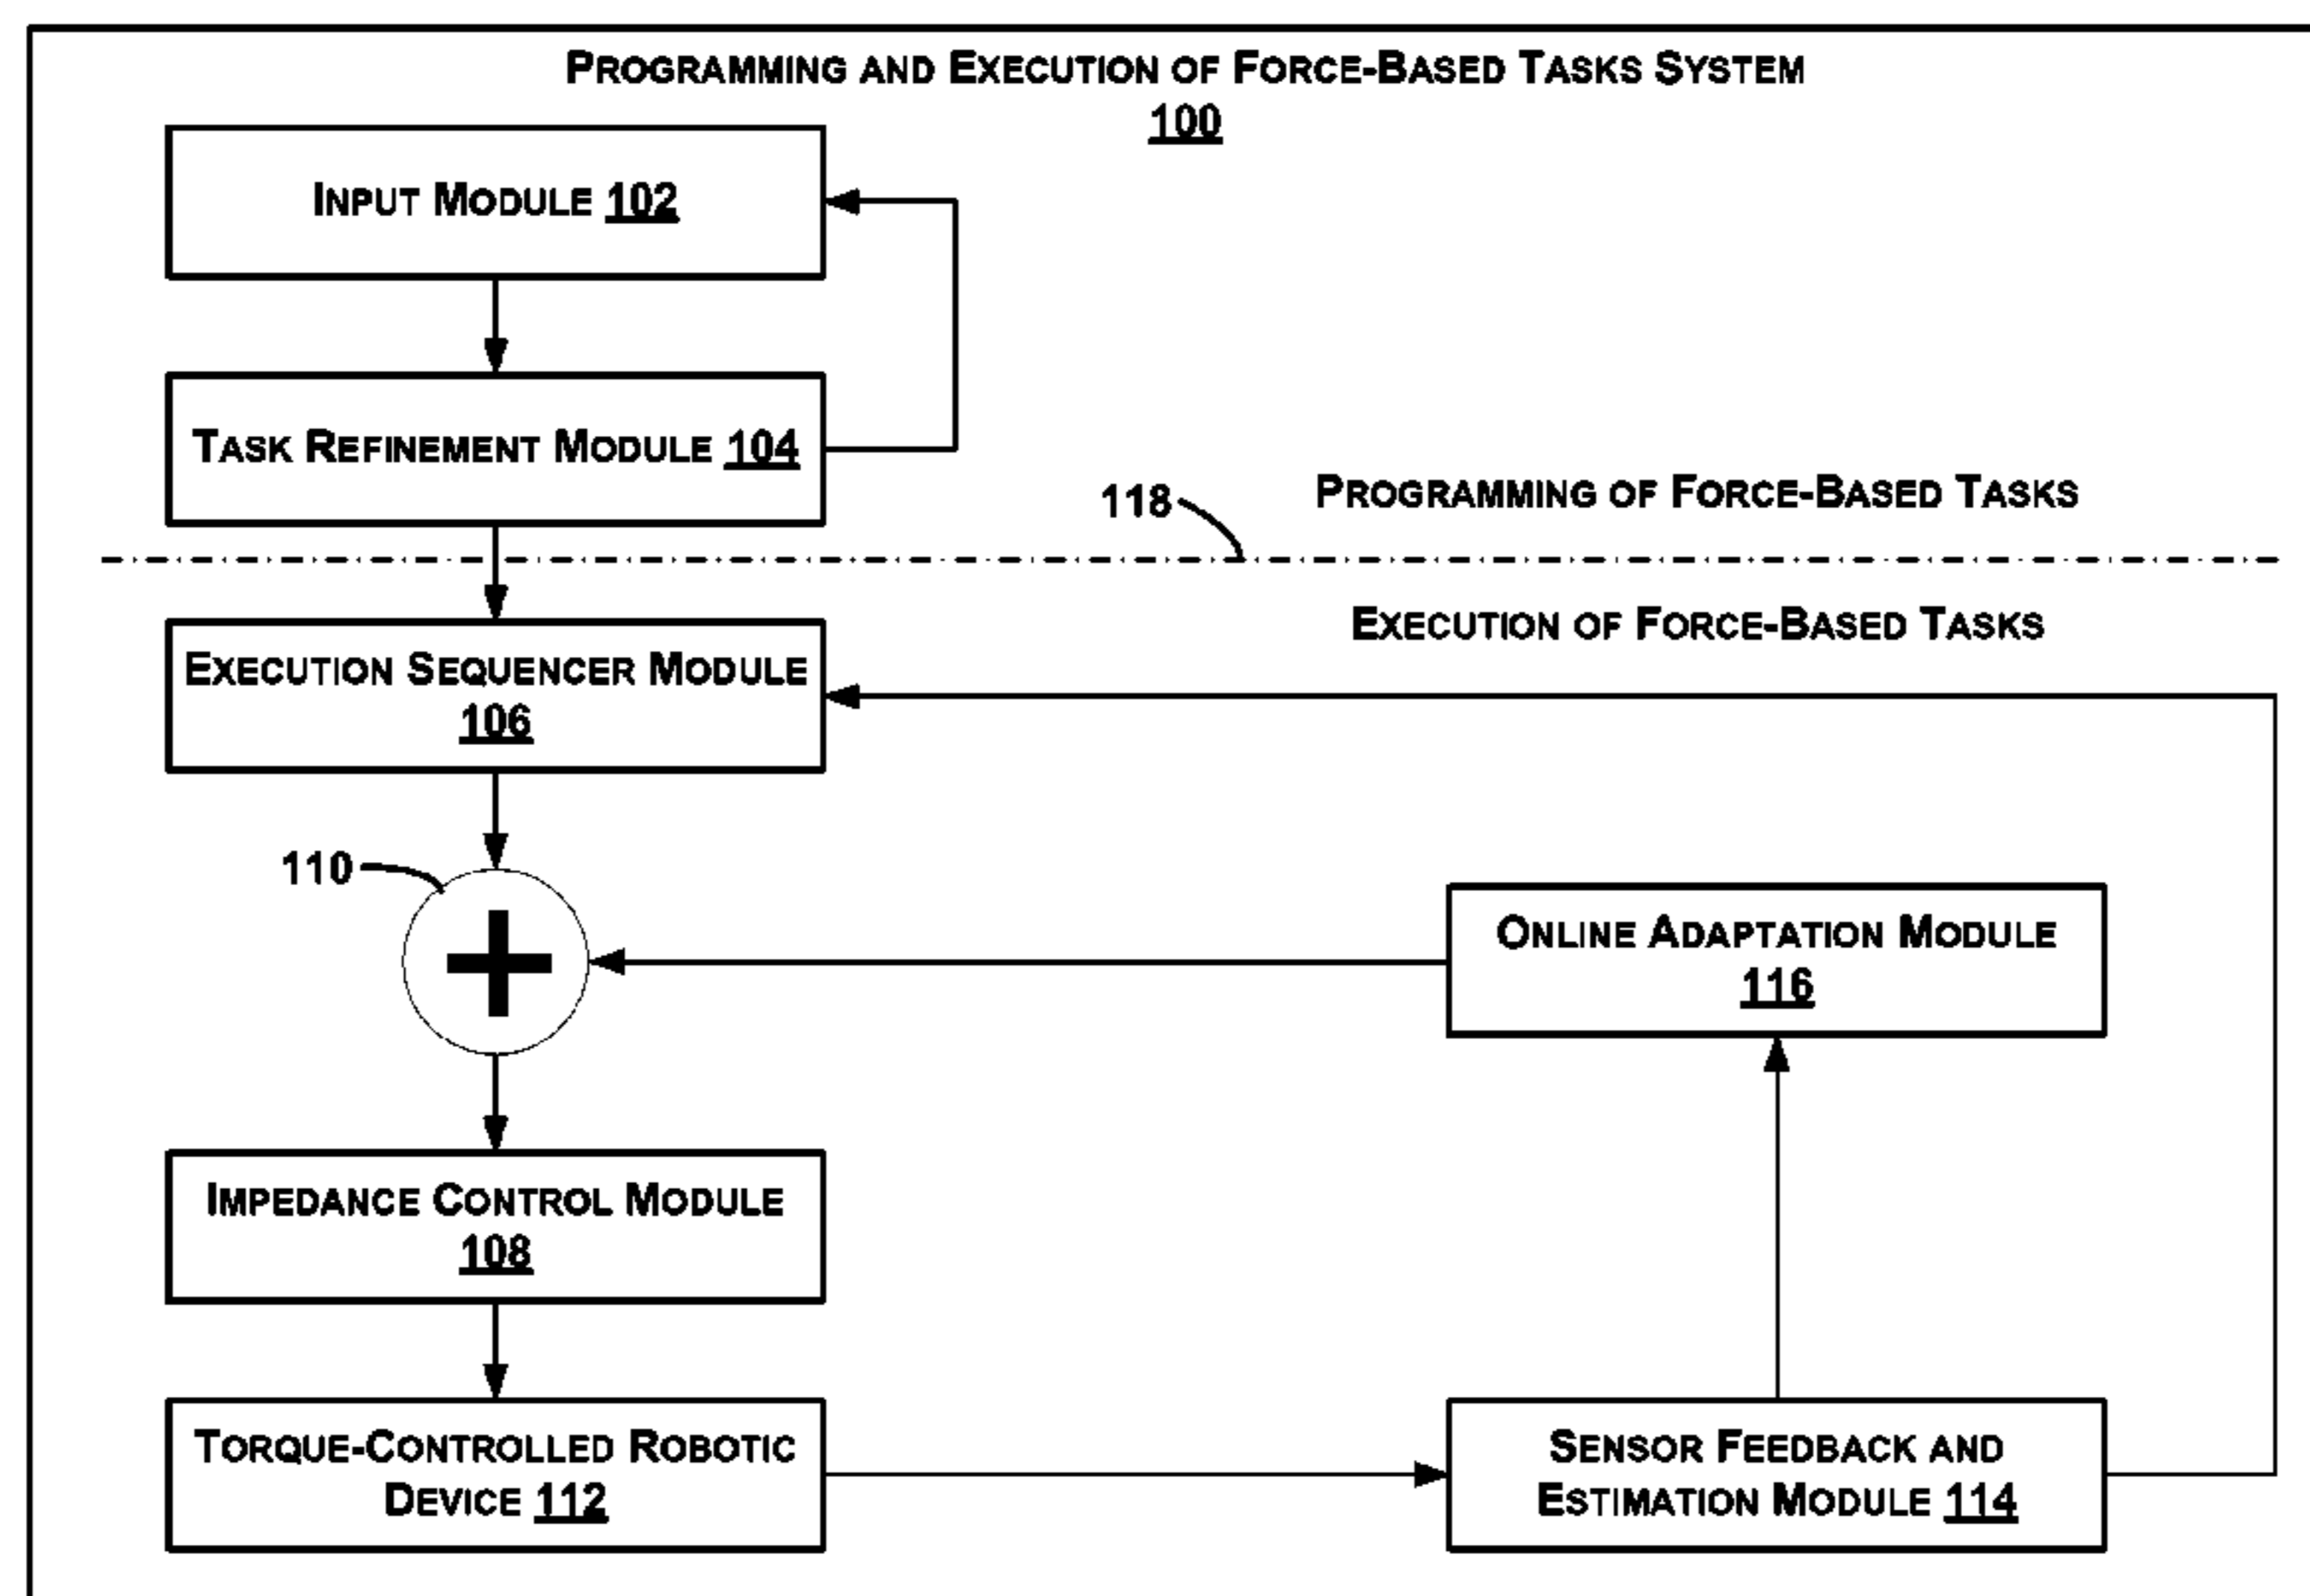 PROGRAMMING AND EXECUTION OF FORCE-BASED TASKS SYSTEM
100
INPUT MODULE 102
TASK REFINEMENT MODULE 104
118
PROGRAMMING OF FORCE-BASED TASKS
EXECUTION OF FORCE-BASED TASKS
EXECUTION SEQUENCER MODULE
106
110
+
ONLINE ADAPTATION MODULE
116
IMPEDANCE CONTROL MODULE
108
TORQUE-CONTROLLED ROBOTIC
DEVICE 112
SENSOR FEEDBACK AND
ESTIMATION MODULE 114